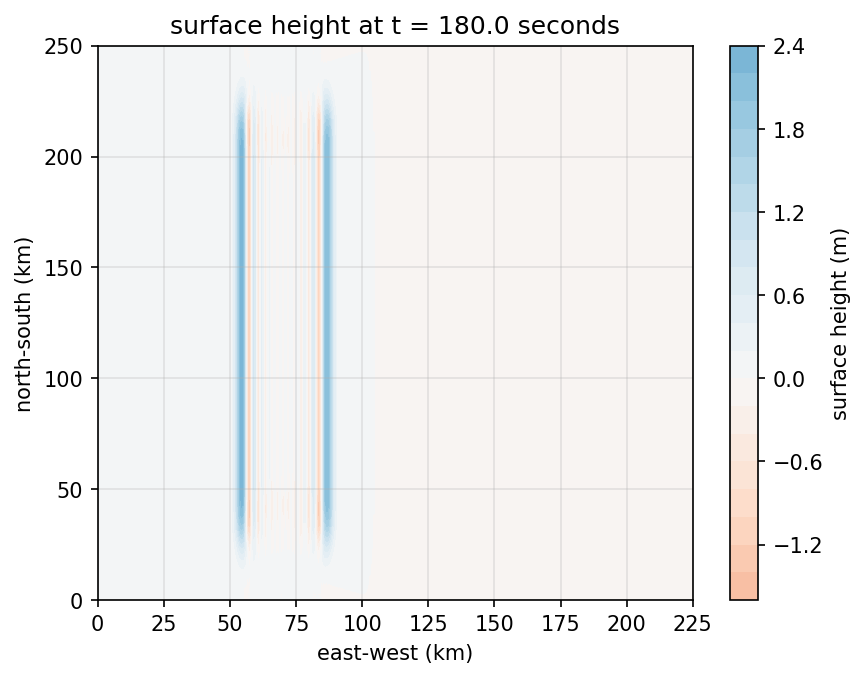 surface height at t = 180.0 seconds
250
200
150
100
50
0
0 25 50 75 100 125 150 175 200 225
east-west (km)
north-south (km)
2.4
1.8
1.2
0.6
0.0
−0.6
−1.2
surface height (m)